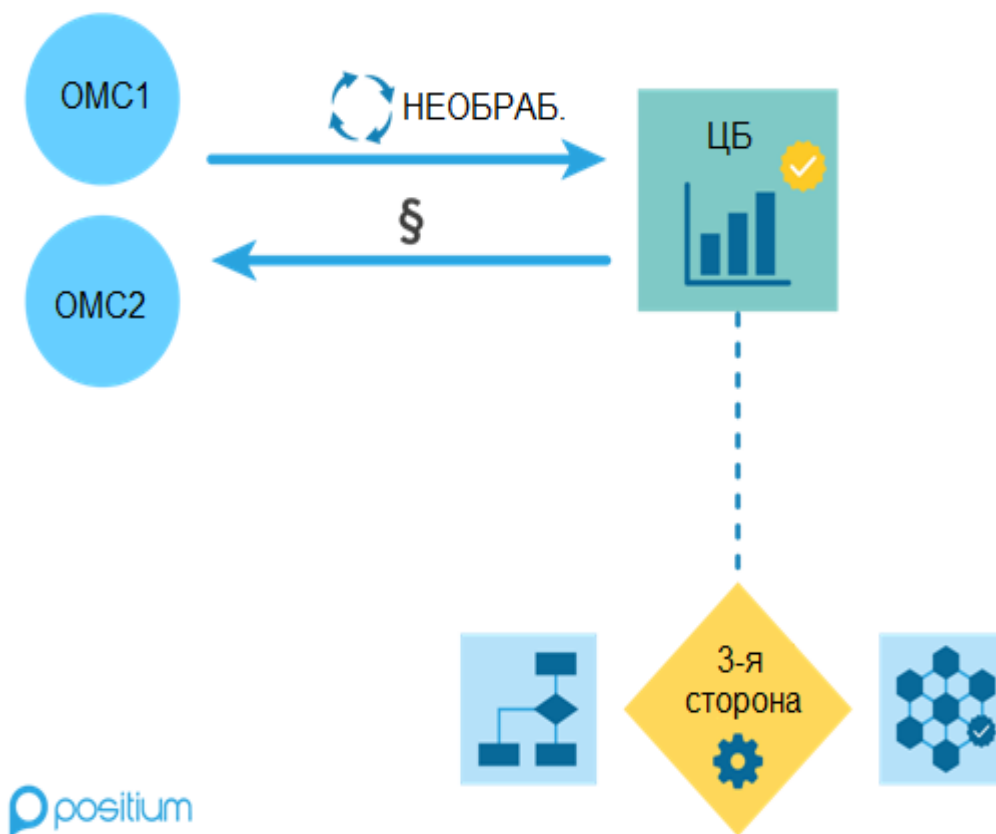 ОМС1
НЕОБРАБ.
ЦБ
§
ОМС2
3-я
сторона
positium